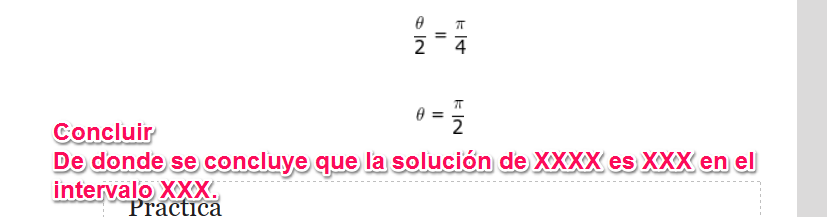 θ/2 = π/4
θ = π/2
Concluir
De donde se concluye que la solución de XXXX es XXX en el
intervalo XXX.
Practica